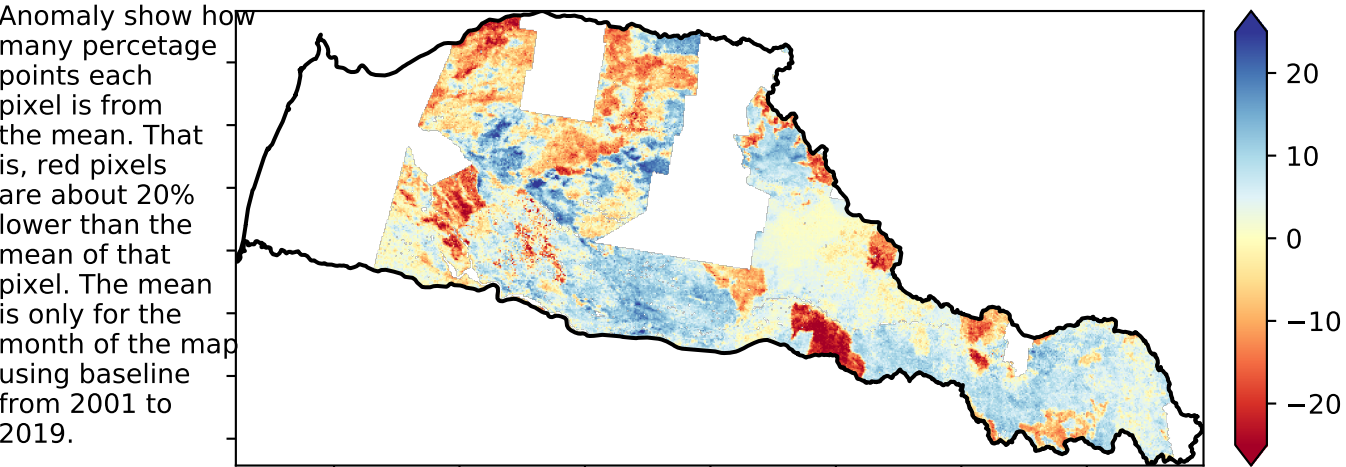 Anomaly show how
many percetage
points each
pixel is from
the mean. That
is, red pixels
are about 20%
lower than the
mean of that
pixel. The mean
is only for the
month of the map
using baseline
from 2001 to
2019.
20
10
0
−10
−20